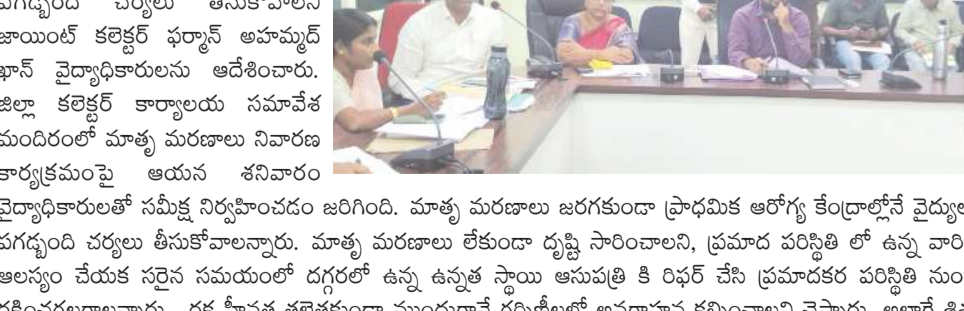 పగడ్బందీ చర్యలు తీసుకోవాలని
జాయింట్ కలెక్టర్ ఫర్మాన్ అహమ్మద్
ఖాన్ వైద్యాధికారులను ఆదేశించారు.
జిల్లా కలెక్టర్ కార్యాలయ సమావేశ
మందిరంలో మాతృ మరణాలు నివారణ
కార్యక్రమంపై ఆయన శనివారం
వైద్యాధికారులతో సమీక్ష నిర్వహించడం జరిగింది. మాతృ మరణాలు జరగకుండా ప్రాధమిక ఆరోగ్య కేంద్రాల్లోనే
పగడ్బందీ చర్యలు తీసుకోవాలన్నారు. మాతృ మరణాలు లేకుండా దృష్టి సారించాలని, ప్రమాద పరిస్థితి లో ఉన్న
ఆలస్యం చేయక సరైన సమయంలో దగ్గరలో ఉన్న ఉన్నత స్థాయి ఆసుపత్రి కి రిఫర్ చేసి ప్రమాదకర పరిస్థితి